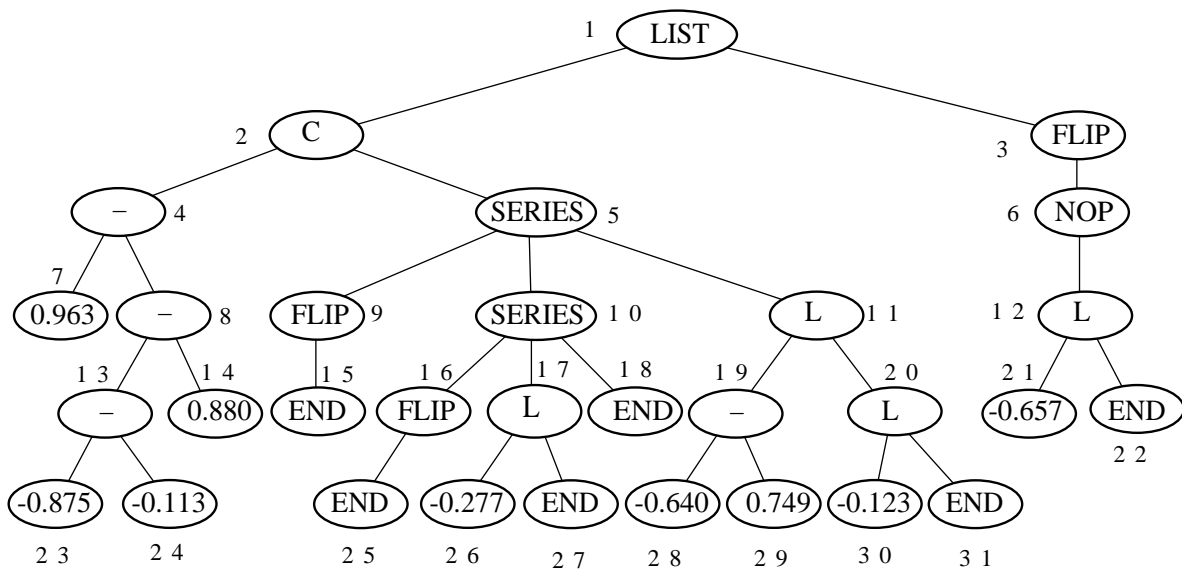 1 LIST
2 C 3 FLIP
– 4 SERIES 5 6 NOP
7 0.963 – 8 FLIP 9 SERIES 10 L 11 12 L
13 – 14 0.880 15 END 16 FLIP 17 L 18 END 19 – 20 L 21 -0.657 END 22
-0.875 -0.113 END -0.277 END -0.640 0.749 -0.123 END
23 24 25 26 27 28 29 30 31